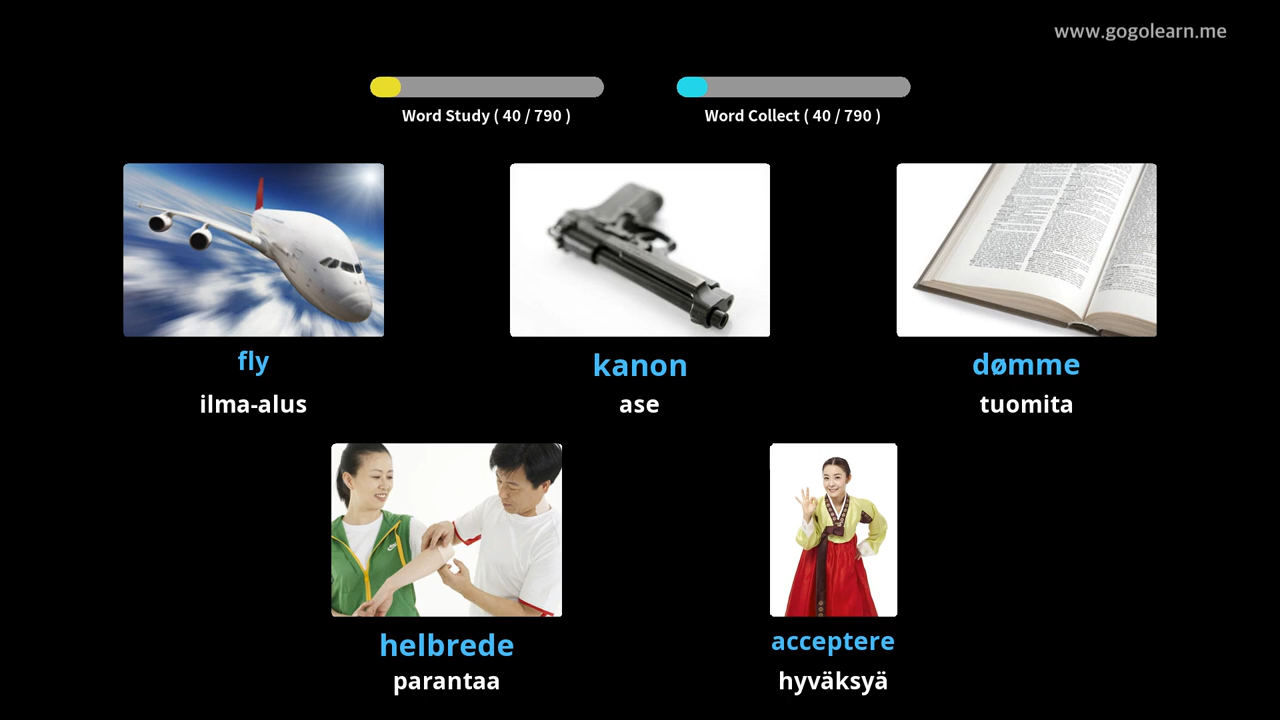 www.gogolearn.me
Word Study ( 40 / 790 )
Word Collect ( 40 / 790 )
fly
kanon
dømme
ilma-alus
ase
tuomita
helbrede
acceptere
parantaa
hyväksyä